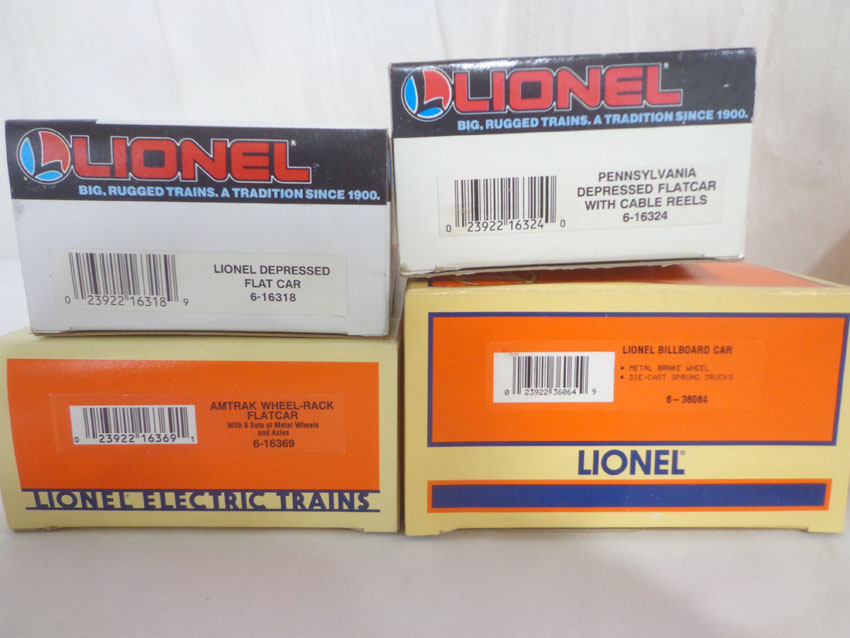 LIONEL
BIG, RUGGED TRAINS. A TRADITION SINCE 1900.
LIONEL DEPRESSED
FLAT CAR
6-16318
0 23922 16318 9
LIONEL
BIG, RUGGED TRAINS. A TRADITION SINCE 1900.
PENNSYLVANIA
DEPRESSED FLATCAR
WITH CABLE REELS
6-16324
0 23922 16324 0
AMTRAK WHEEL-RACK
FLATCAR
With 8 Sets of Metal Wheels
and Axles
6-16369
0 23922 16369 1
LIONEL ELECTRIC TRAINS
LIONEL BILLBOARD CAR
• METAL BRAKE WHEEL
• DIE-CAST SPRUNG TRUCKS
6-36064
0 23922 36064 9
LIONEL®